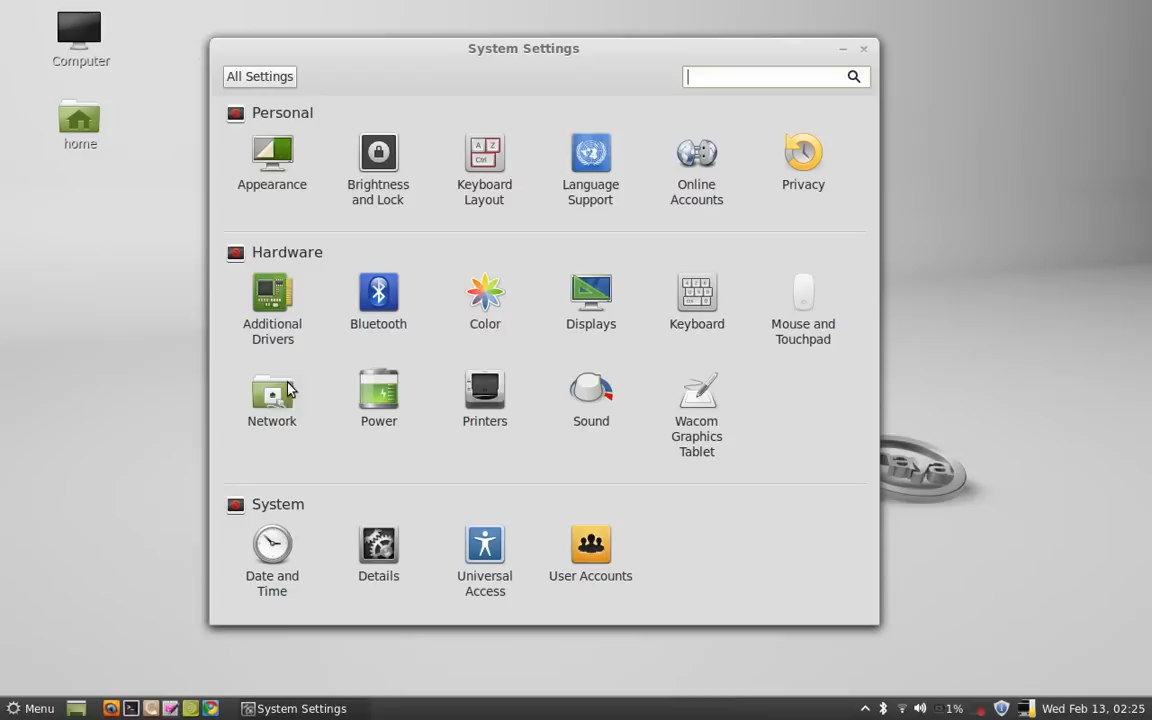 Computer
home
System Settings
All Settings
Personal
Appearance
Brightness
and Lock
Keyboard
Layout
Language
Support
Online
Accounts
Privacy
Hardware
Additional
Drivers
Bluetooth
Color
Displays
Keyboard
Mouse and
Touchpad
Network
Power
Printers
Sound
Wacom
Graphics
Tablet
System
Date and
Time
Details
Universal
Access
User Accounts
Menu
System Settings
1%
Wed Feb 13, 02:25